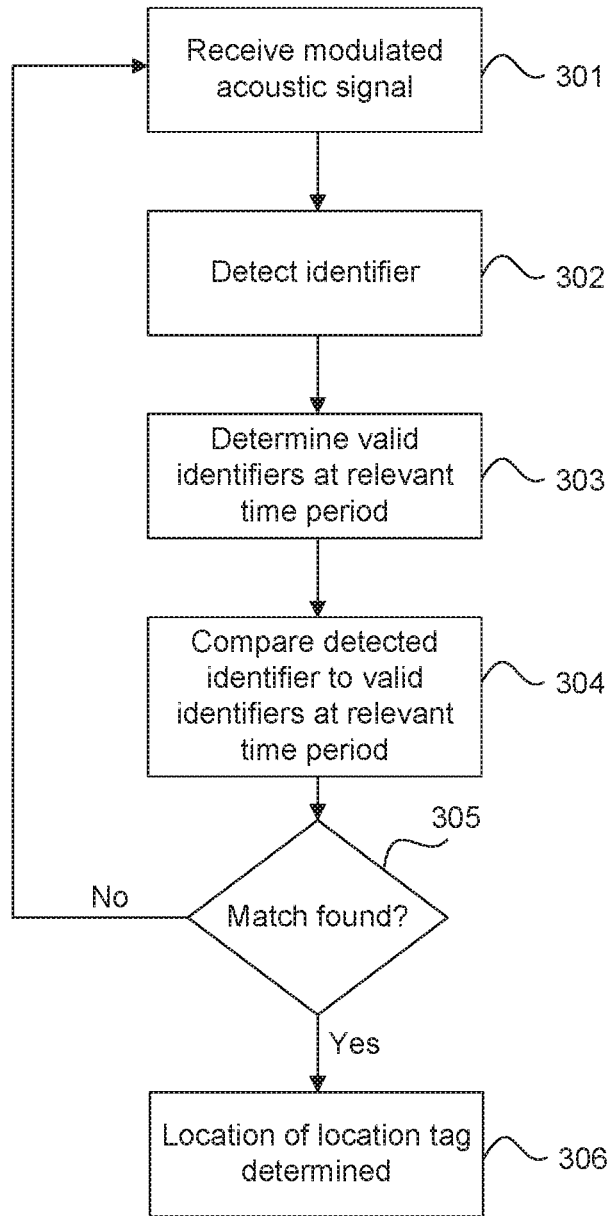 Receive modulated
acoustic signal
301
Detect identifier
302
Determine valid
identifiers at relevant
time period
303
Compare detected
identifier to valid
identifiers at relevant
time period
304
305
Match found?
No
Yes
Location of location tag
determined
306